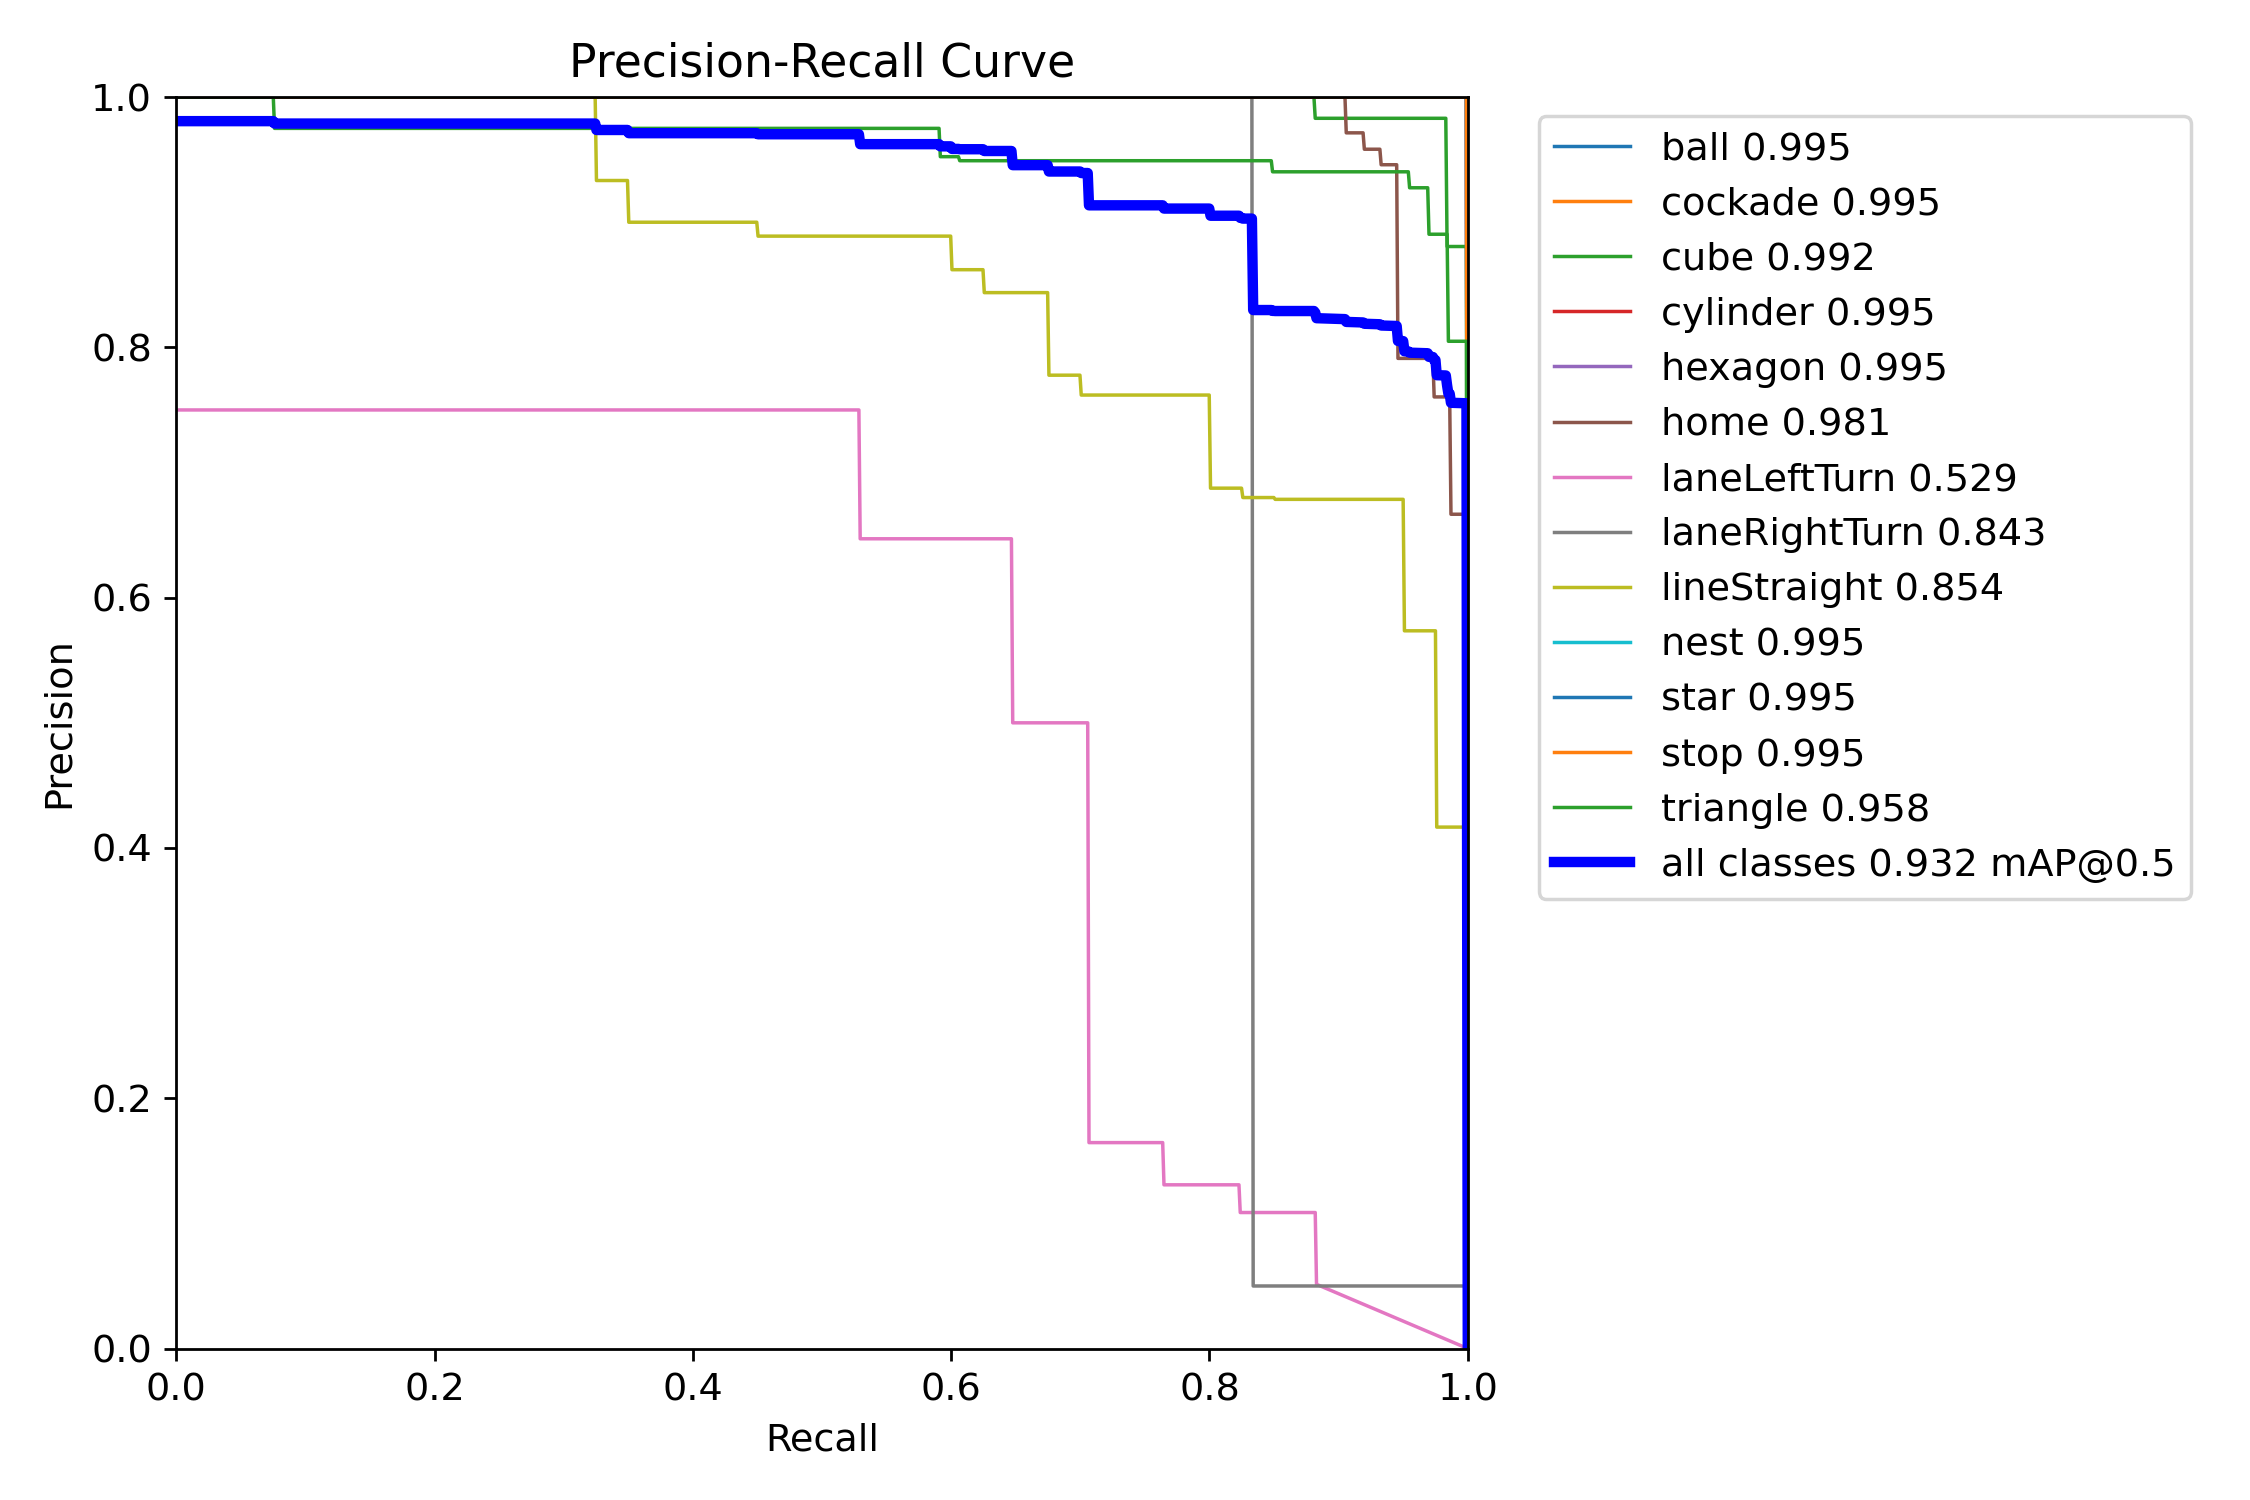 Precision-Recall Curve
1.0
0.8
0.6
0.4
0.2
0.0
Precision
0.0 0.2 0.4 0.6 0.8 1.0
Recall
ball 0.995
cockade 0.995
cube 0.992
cylinder 0.995
hexagon 0.995
home 0.981
laneLeftTurn 0.529
laneRightTurn 0.843
lineStraight 0.854
nest 0.995
star 0.995
stop 0.995
triangle 0.958
all classes 0.932 mAP@0.5